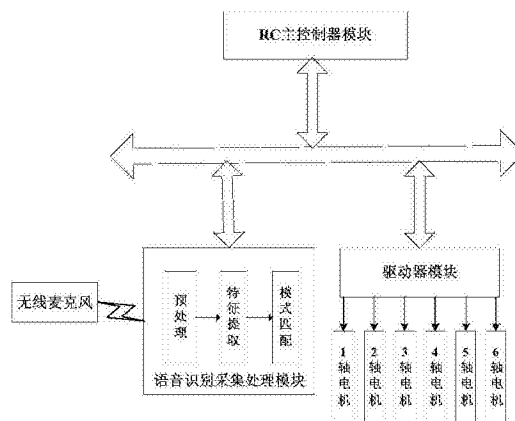 RC主控制器模块
无线麦克风
预处理
特征提取
模式匹配
语音识别采集处理模块
驱动器模块
1轴电机
2轴电机
3轴电机
4轴电机
5轴电机
6轴电机